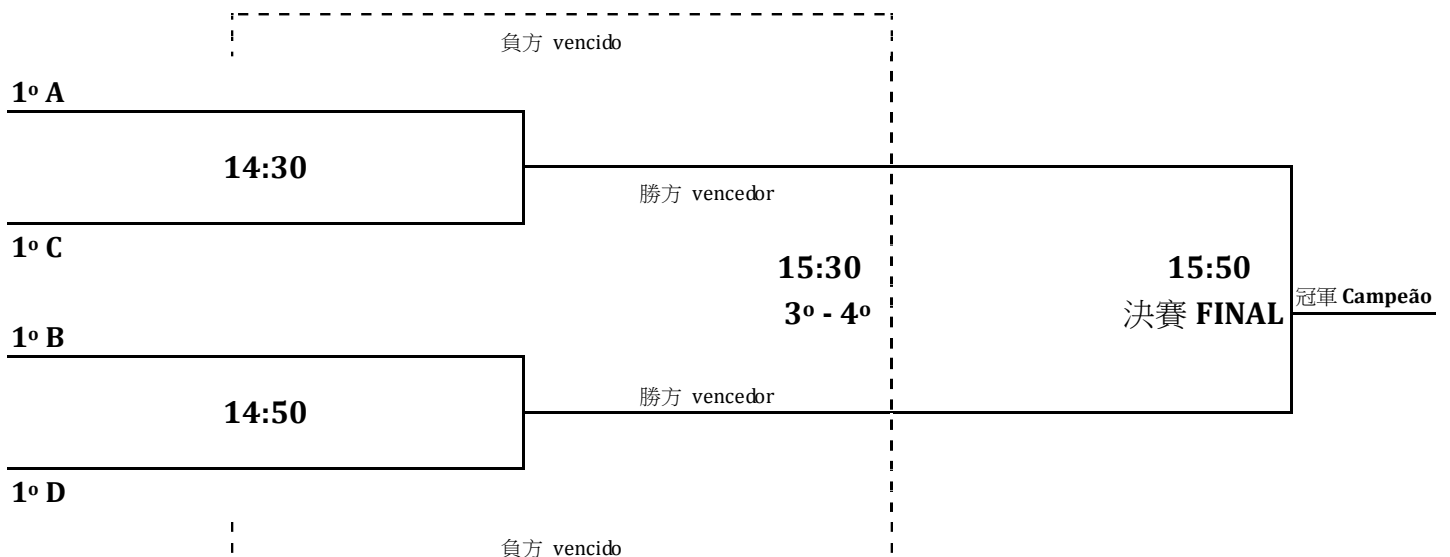 負方 vencido
1º A
14:30
勝方 vencedor
1º C
15:30
3º - 4º
15:50
決賽 FINAL
冠軍 Campeão
1º B
勝方 vencedor
14:50
1º D
負方 vencido